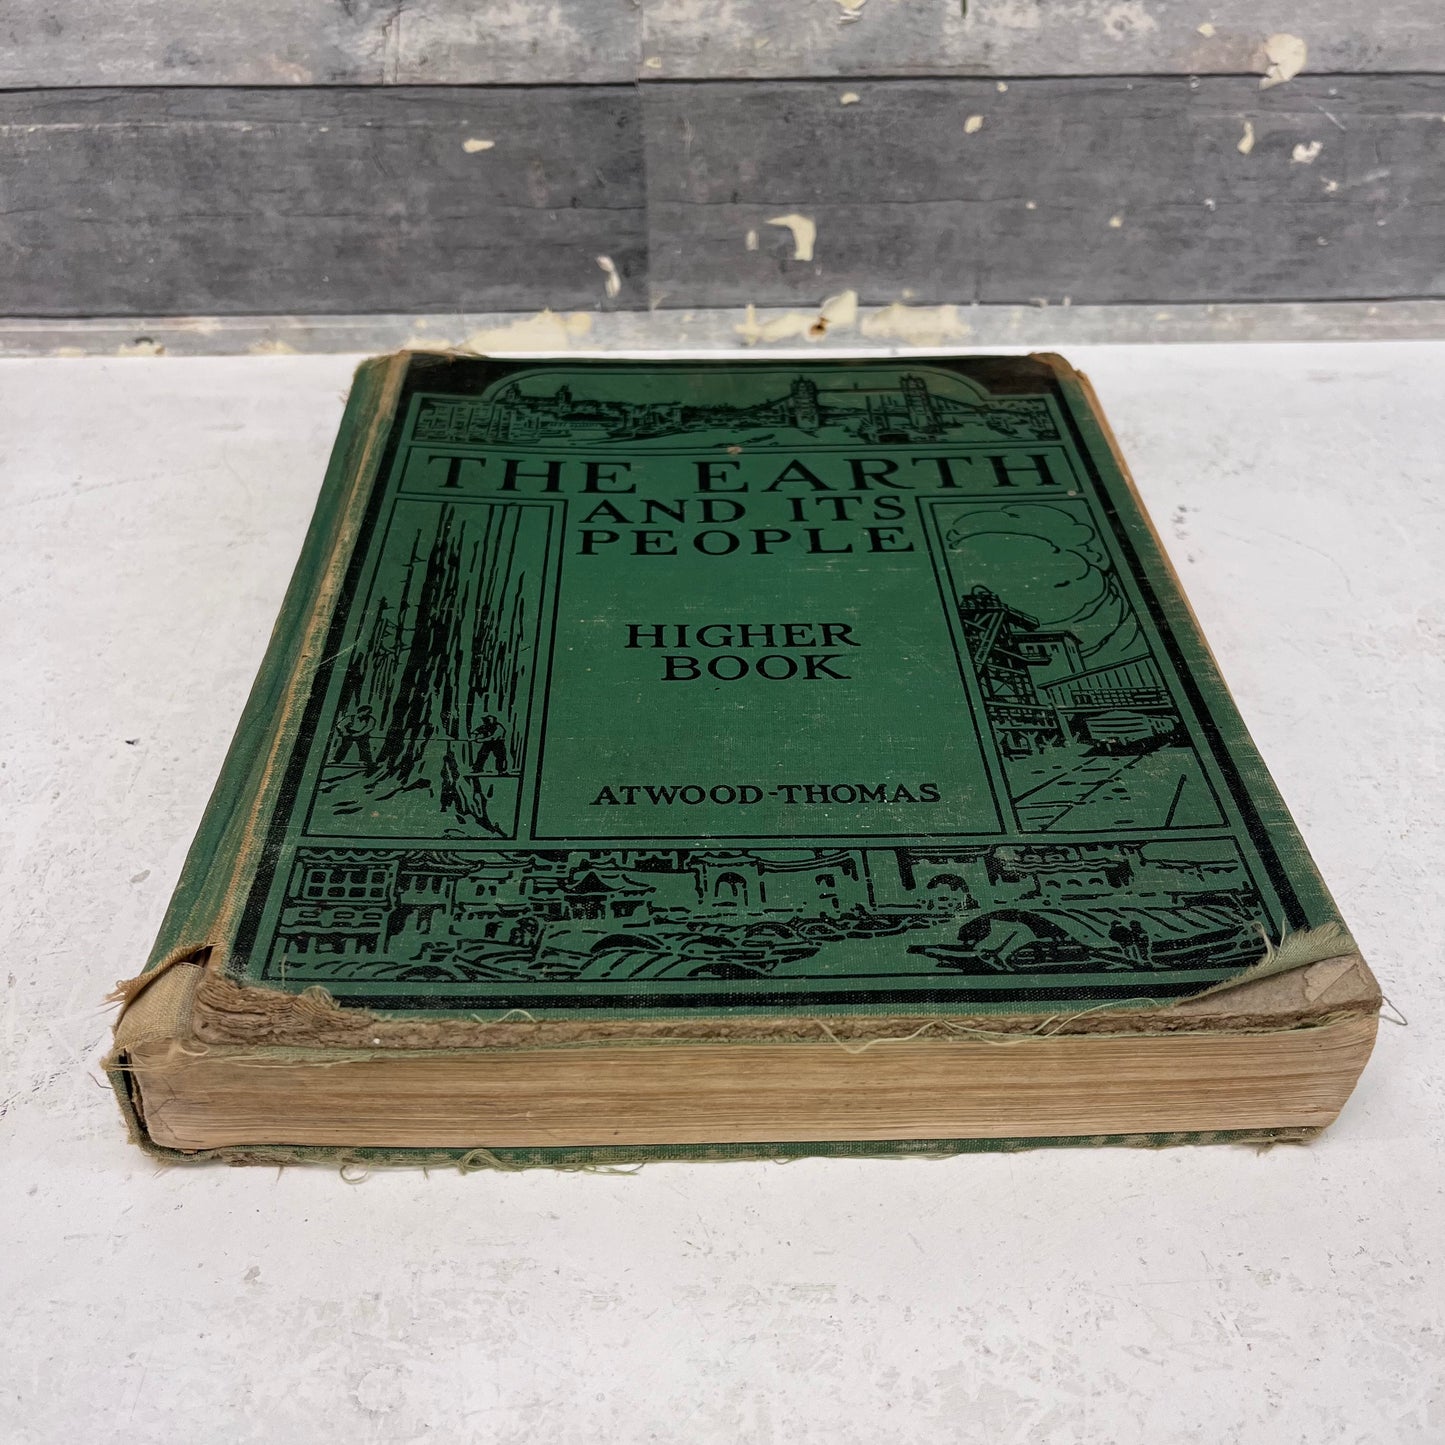 THE EARTH
AND ITS
PEOPLE
HIGHER
BOOK
ATWOOD-THOMAS